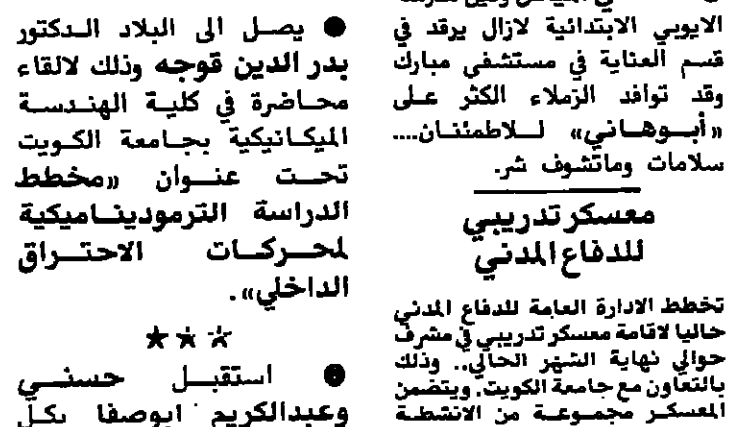 الايوبي الابتدائية لازال يرقد في
قسم العناية في مستشفى مبارك
وقد توافد الزملاء الكثر على
«أبوهاني» للاطمئنان....
سلامات وماتشوف شر.
معسكر تدريبي
للدفاع المدني
تخطط الادارة العامة للدفاع المدني
حاليا لاقامة معسكر تدريبي في مشرف
حوالي نهاية الشهر الحالي.. وذلك
بالتعاون مع جامعة الكويت. ويتضمن
المعسكر مجموعة من الانشطة
● يصل الى البلاد الدكتور
بدر الدين قوجه وذلك لالقاء
محاضرة في كلية الهندسة
الميكانيكية بجامعة الكويت
تحت عنوان «مخطط
الدراسة الترموديناميكية
لمحركات الاحتراق
الداخلي».
★★★
● استقبل حسني
وعبدالكريم ابوصفا بكل